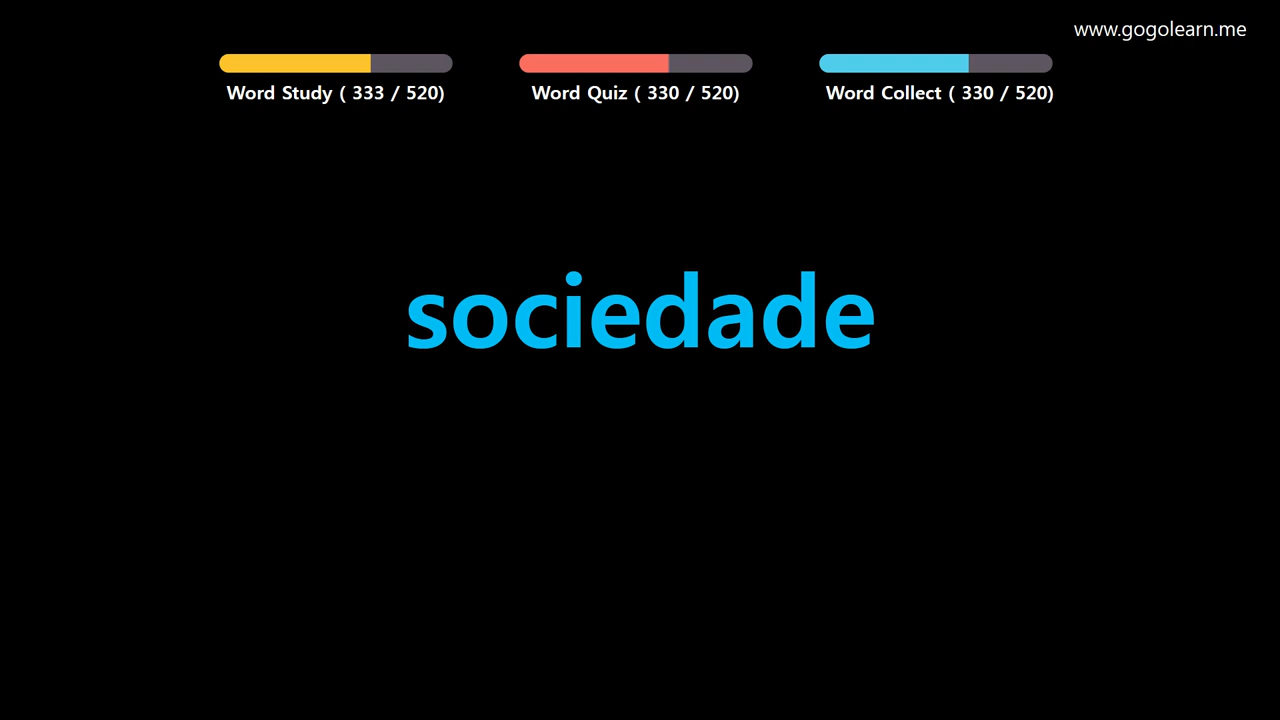 www.gogolearn.me
Word Study ( 333 / 520)
Word Quiz ( 330 / 520)
Word Collect ( 330 / 520)
sociedade